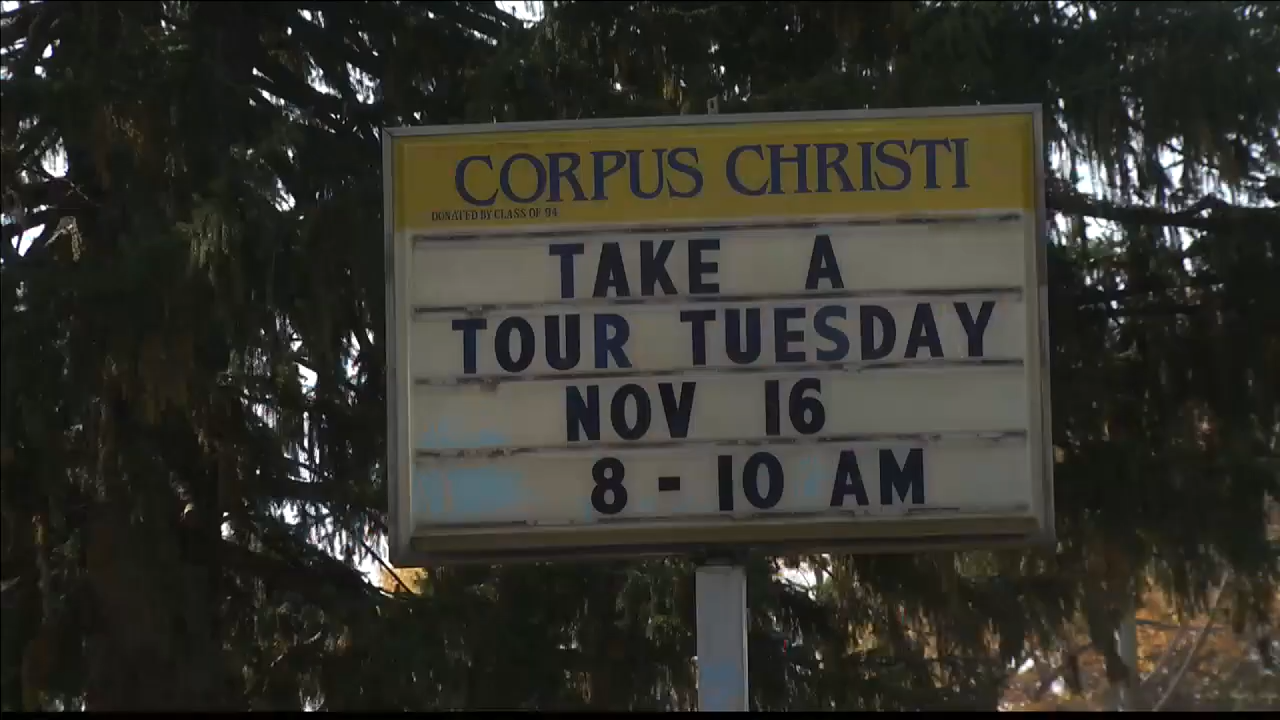 CORPUS CHRISTI
DONATED BY CLASS OF 94
TAKE A
TOUR TUESDAY
NOV 16
8 - 10 AM